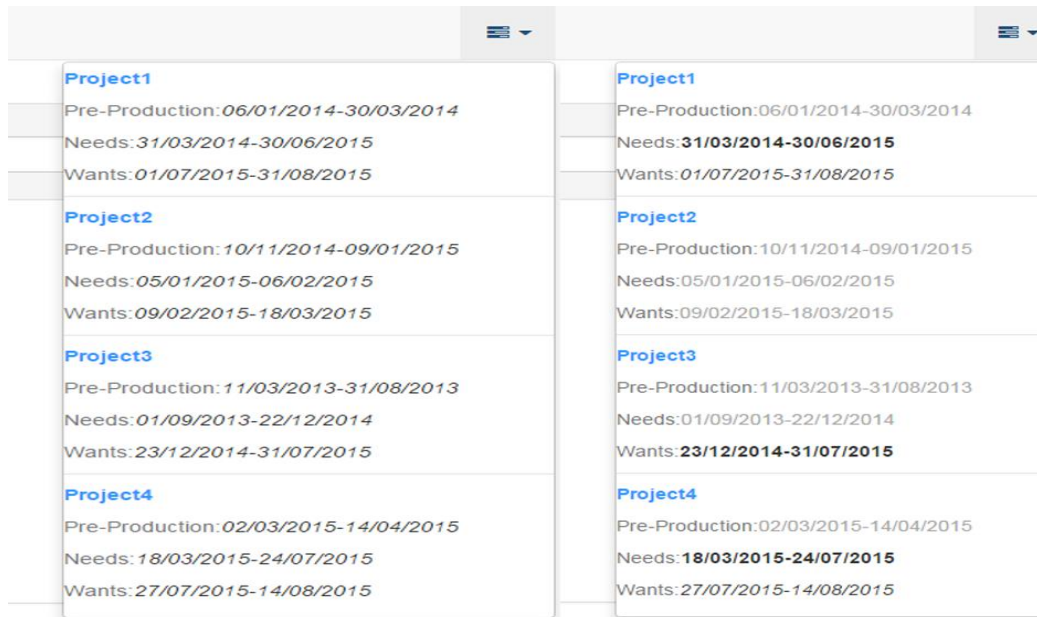 Project1
Pre-Production:06/01/2014-30/03/2014
Needs:31/03/2014-30/06/2015
Wants:01/07/2015-31/08/2015
Project2
Pre-Production:10/11/2014-09/01/2015
Needs:05/01/2015-06/02/2015
Wants:09/02/2015-18/03/2015
Project3
Pre-Production:11/03/2013-31/08/2013
Needs:01/09/2013-22/12/2014
Wants:23/12/2014-31/07/2015
Project4
Pre-Production:02/03/2015-14/04/2015
Needs:18/03/2015-24/07/2015
Wants:27/07/2015-14/08/2015
Project1
Pre-Production:06/01/2014-30/03/2014
Needs:31/03/2014-30/06/2015
Wants:01/07/2015-31/08/2015
Project2
Pre-Production:10/11/2014-09/01/2015
Needs:05/01/2015-06/02/2015
Wants:09/02/2015-18/03/2015
Project3
Pre-Production:11/03/2013-31/08/2013
Needs:01/09/2013-22/12/2014
Wants:23/12/2014-31/07/2015
Project4
Pre-Production:02/03/2015-14/04/2015
Needs:18/03/2015-24/07/2015
Wants:27/07/2015-14/08/2015